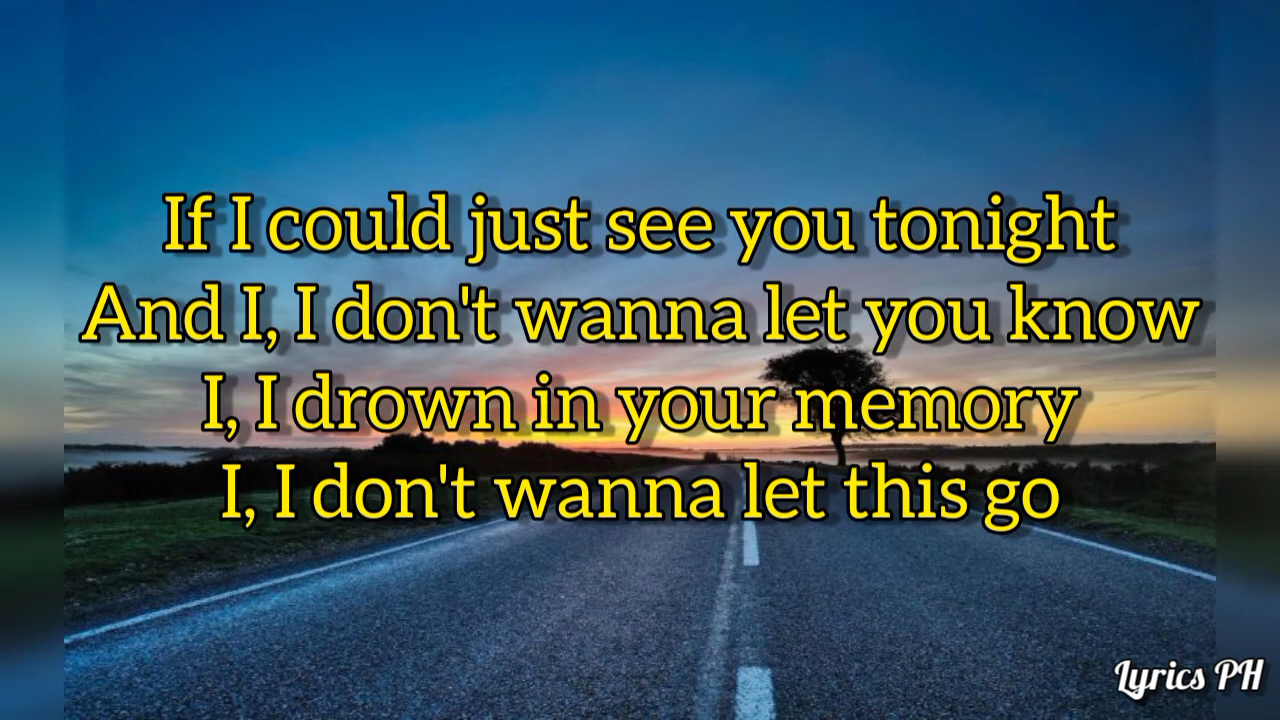 If I could just see you tonight
And I, I don't wanna let you know
I, I drown in your memory
I, I don't wanna let this go
Lyrics PH